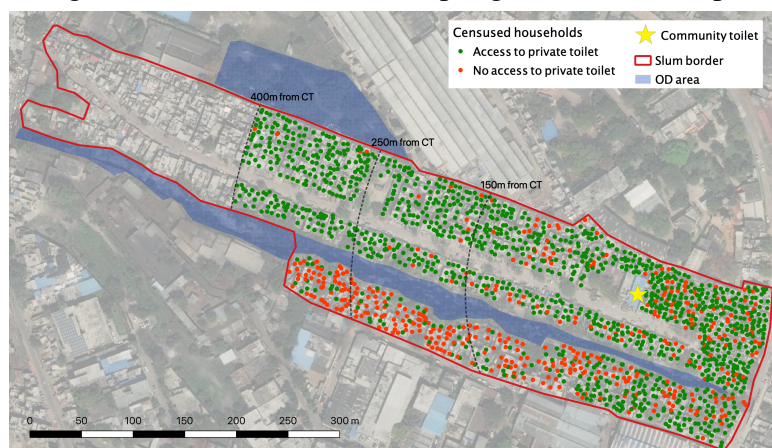 Censused households
Access to private toilet
No access to private toilet
Community toilet
Slum border
OD area
400m from CT
250m from CT
150m from CT
0 50 100 150 200 250 300 m